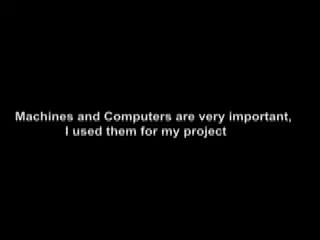 Machines and Computers are very important,
I used them for my project